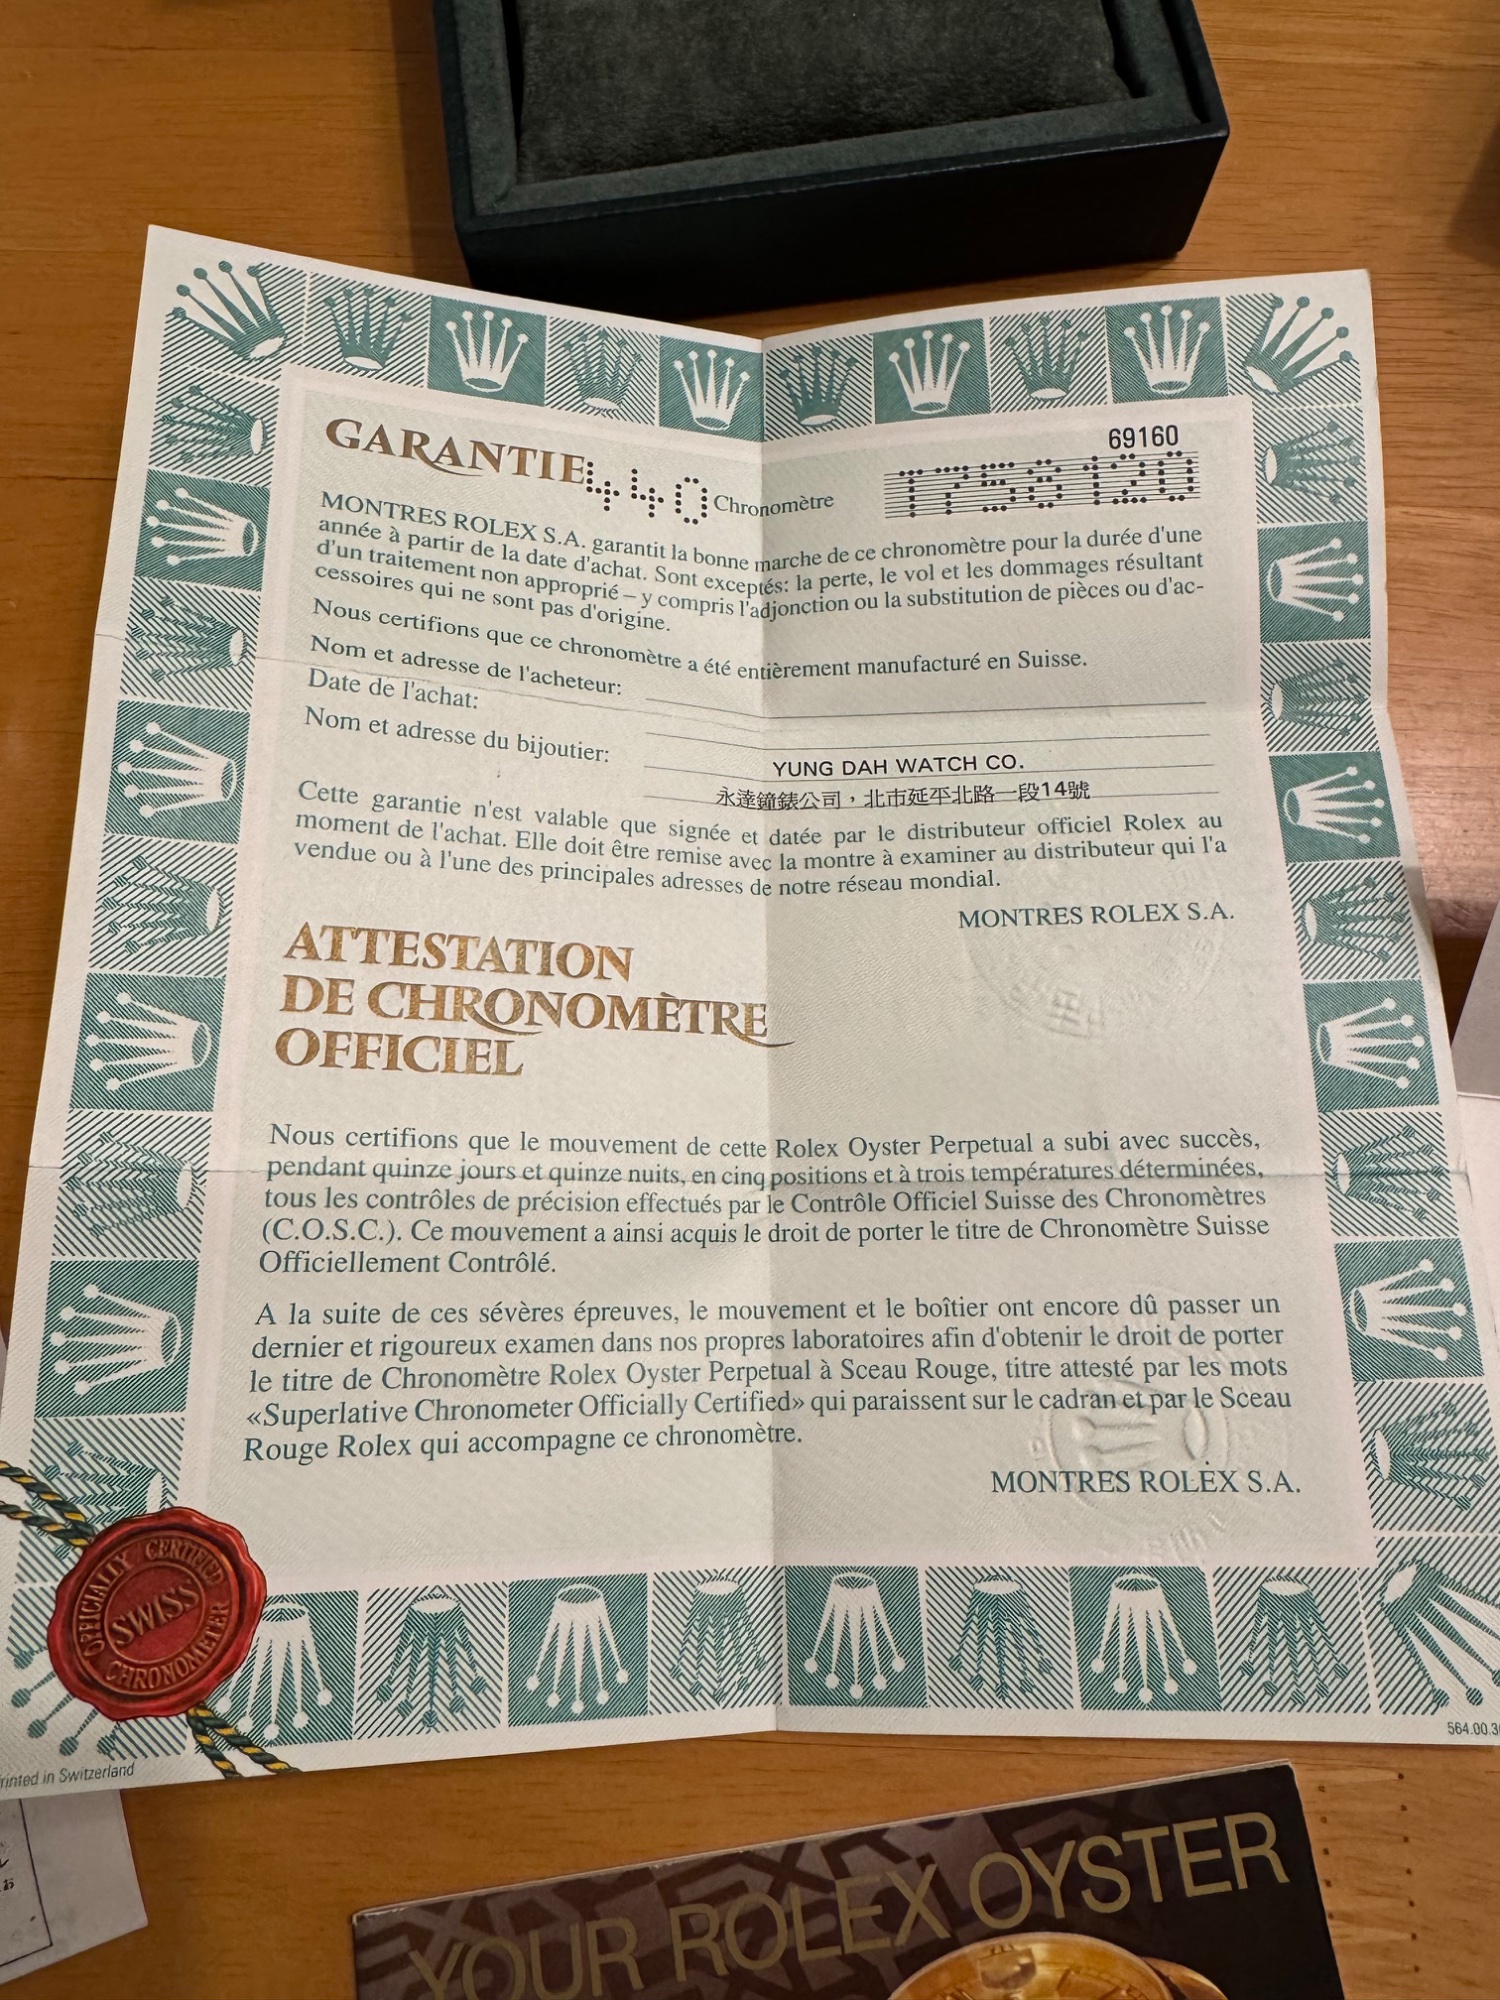 69160
GARANTIE 440 Chronomètre
MONTRES ROLEX S.A. garantit la bonne marche de ce chronomètre pour la durée d'une
année à partir de la date d'achat. Sont exceptés: la perte, le vol et les dommages résultant
d'un traitement non approprié – y compris l'adjonction ou la substitution de pièces ou d'ac-
cessoires qui ne sont pas d'origine.
Nous certifions que ce chronomètre a été entièrement manufacturé en Suisse.
Nom et adresse de l'acheteur:
Date de l'achat:
Nom et adresse du bijoutier:
YUNG DAH WATCH CO.
永達鐘錶公司，北市延平北路一段14號
Cette garantie n'est valable que signée et datée par le distributeur officiel Rolex au
moment de l'achat. Elle doit être remise avec la montre à examiner au distributeur qui l'a
vendue ou à l'une des principales adresses de notre réseau mondial.
MONTRES ROLEX S.A.
ATTESTATION
DE CHRONOMÈTRE
OFFICIEL
Nous certifions que le mouvement de cette Rolex Oyster Perpetual a subi avec succès,
pendant quinze jours et quinze nuits, en cinq positions et à trois températures déterminées,
tous les contrôles de précision effectués par le Contrôle Officiel Suisse des Chronomètres
(C.O.S.C.). Ce mouvement a ainsi acquis le droit de porter le titre de Chronomètre Suisse
Officiellement Contrôlé.
A la suite de ces sévères épreuves, le mouvement et le boîtier ont encore dû passer un
dernier et rigoureux examen dans nos propres laboratoires afin d'obtenir le droit de porter
le titre de Chronomètre Rolex Oyster Perpetual à Sceau Rouge, titre attesté par les mots
«Superlative Chronometer Officially Certified» qui paraissent sur le cadran et par le Sceau
Rouge Rolex qui accompagne ce chronomètre.
MONTRES ROLEX S.A.
OFFICIALLY CERTIFIED
SWISS
CHRONOMETER
564.00.3
rinted in Switzerland
YOUR ROLEX OYSTER